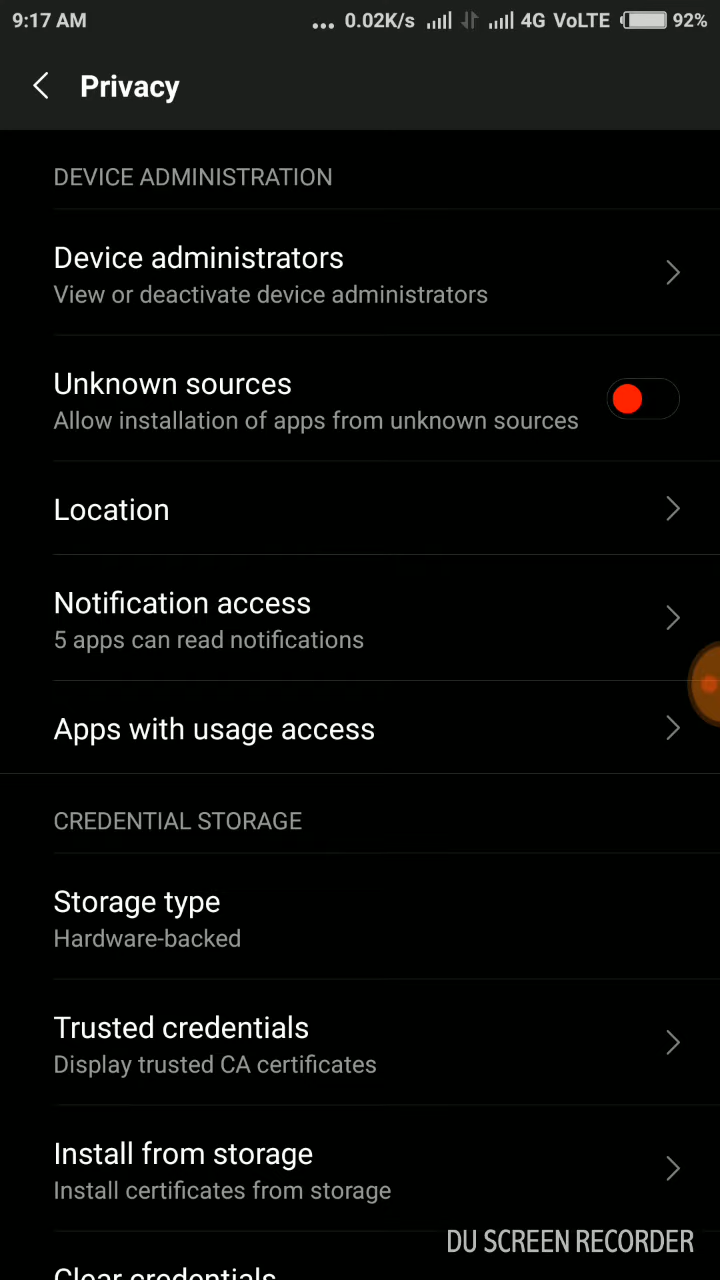 9:17 AM ... 0.02K/s 4G VoLTE 92%
Privacy
DEVICE ADMINISTRATION
Device administrators
View or deactivate device administrators
Unknown sources
Allow installation of apps from unknown sources
Location
Notification access
5 apps can read notifications
Apps with usage access
CREDENTIAL STORAGE
Storage type
Hardware-backed
Trusted credentials
Display trusted CA certificates
Install from storage
Install certificates from storage
DU SCREEN RECORDER
Clear credentials